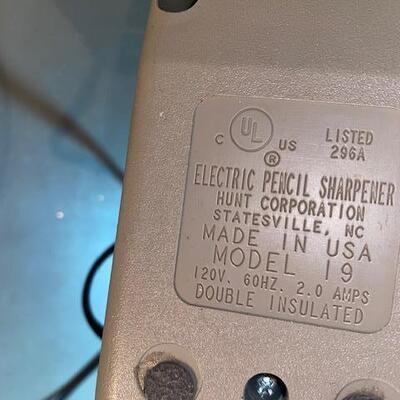 C UL US LISTED
® 296A
ELECTRIC PENCIL SHARPENER
HUNT CORPORATION
STATESVILLE, NC
MADE IN USA
MODEL 19
120V. 60HZ. 2.0 AMPS
DOUBLE INSULATED